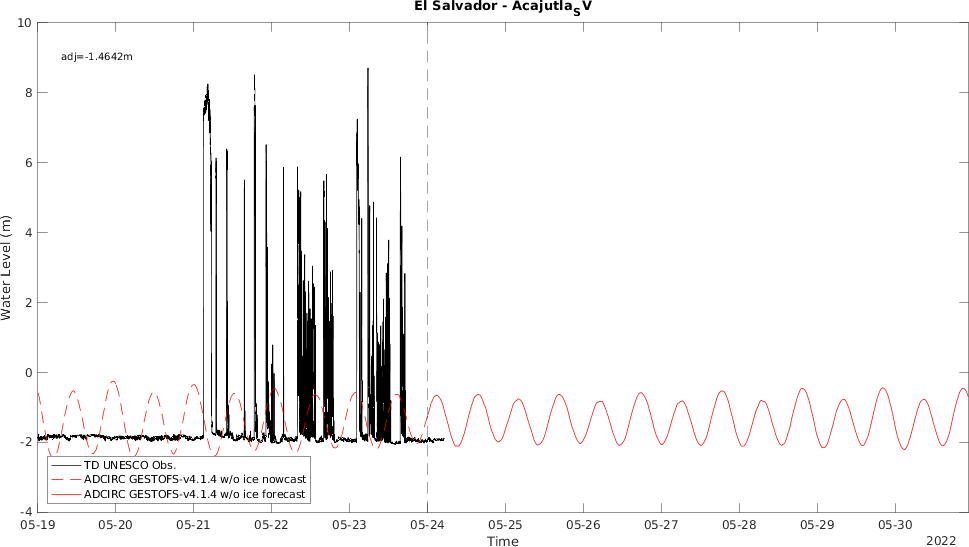 El Salvador - Acajutla_SV
adj=-1.4642m
10
8
6
4
2
0
-2
-4
Water Level (m)
TD UNESCO Obs.
ADCIRC GESTOFS-v4.1.4 w/o ice nowcast
ADCIRC GESTOFS-v4.1.4 w/o ice forecast
05-19 05-20 05-21 05-22 05-23 05-24 05-25 05-26 05-27 05-28 05-29 05-30
Time
2022